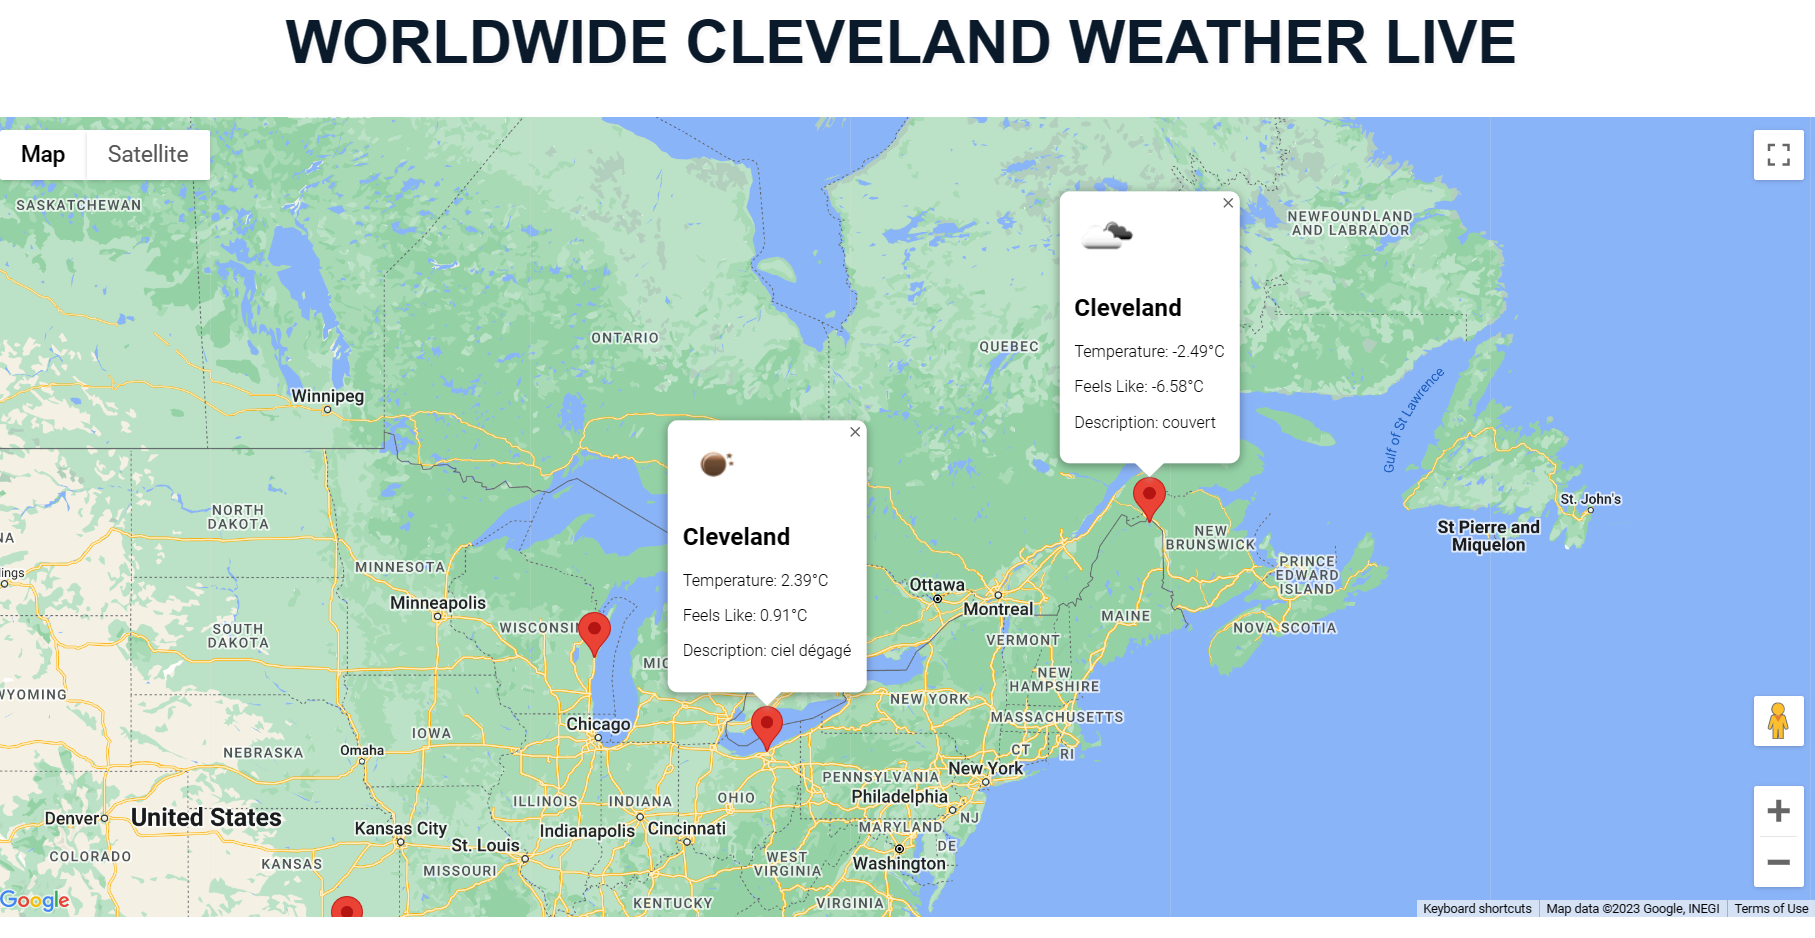 WORLDWIDE CLEVELAND WEATHER LIVE
Map
Satellite
SASKATCHEWAN
NEWFOUNDLAND
AND LABRADOR
Cleveland
Temperature: -2.49°C
Feels Like: -6.58°C
Description: couvert
ONTARIO
QUEBEC
Winnipeg
Gulf of St Lawrence
Cleveland
Temperature: 2.39°C
Feels Like: 0.91°C
Description: ciel dégagé
NORTH
DAKOTA
St. John's
St Pierre and
Miquelon
NEW
BRUNSWICK
PRINCE
EDWARD
ISLAND
NA
ings
MINNESOTA
Minneapolis
Ottawa
Montreal
MAINE
NOVA SCOTIA
WISCONSIN
SOUTH
DAKOTA
VERMONT
MIC
NEW
HAMPSHIRE
WYOMING
NEW YORK
MASSACHUSETTS
Chicago
IOWA
NEBRASKA
Omaha
CT
RI
PENNSYLVANIA
New York
Philadelphia
NJ
ILLINOIS
INDIANA
OHIO
Denver
United States
Kansas City
Indianapolis
Cincinnati
MARYLAND
DE
St. Louis
COLORADO
KANSAS
MISSOURI
WEST
VIRGINIA
Washington
Google
KENTUCKY
VIRGINIA
Keyboard shortcuts
Map data ©2023 Google, INEGI
Terms of Use